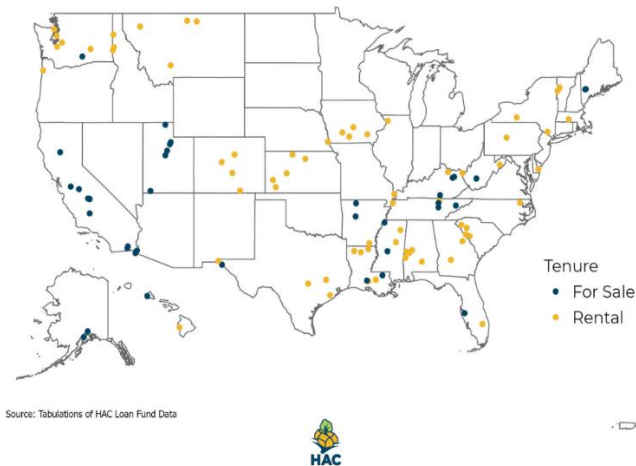 Tenure
For Sale
Rental
Source: Tabulations of HAC Loan Fund Data
HAC